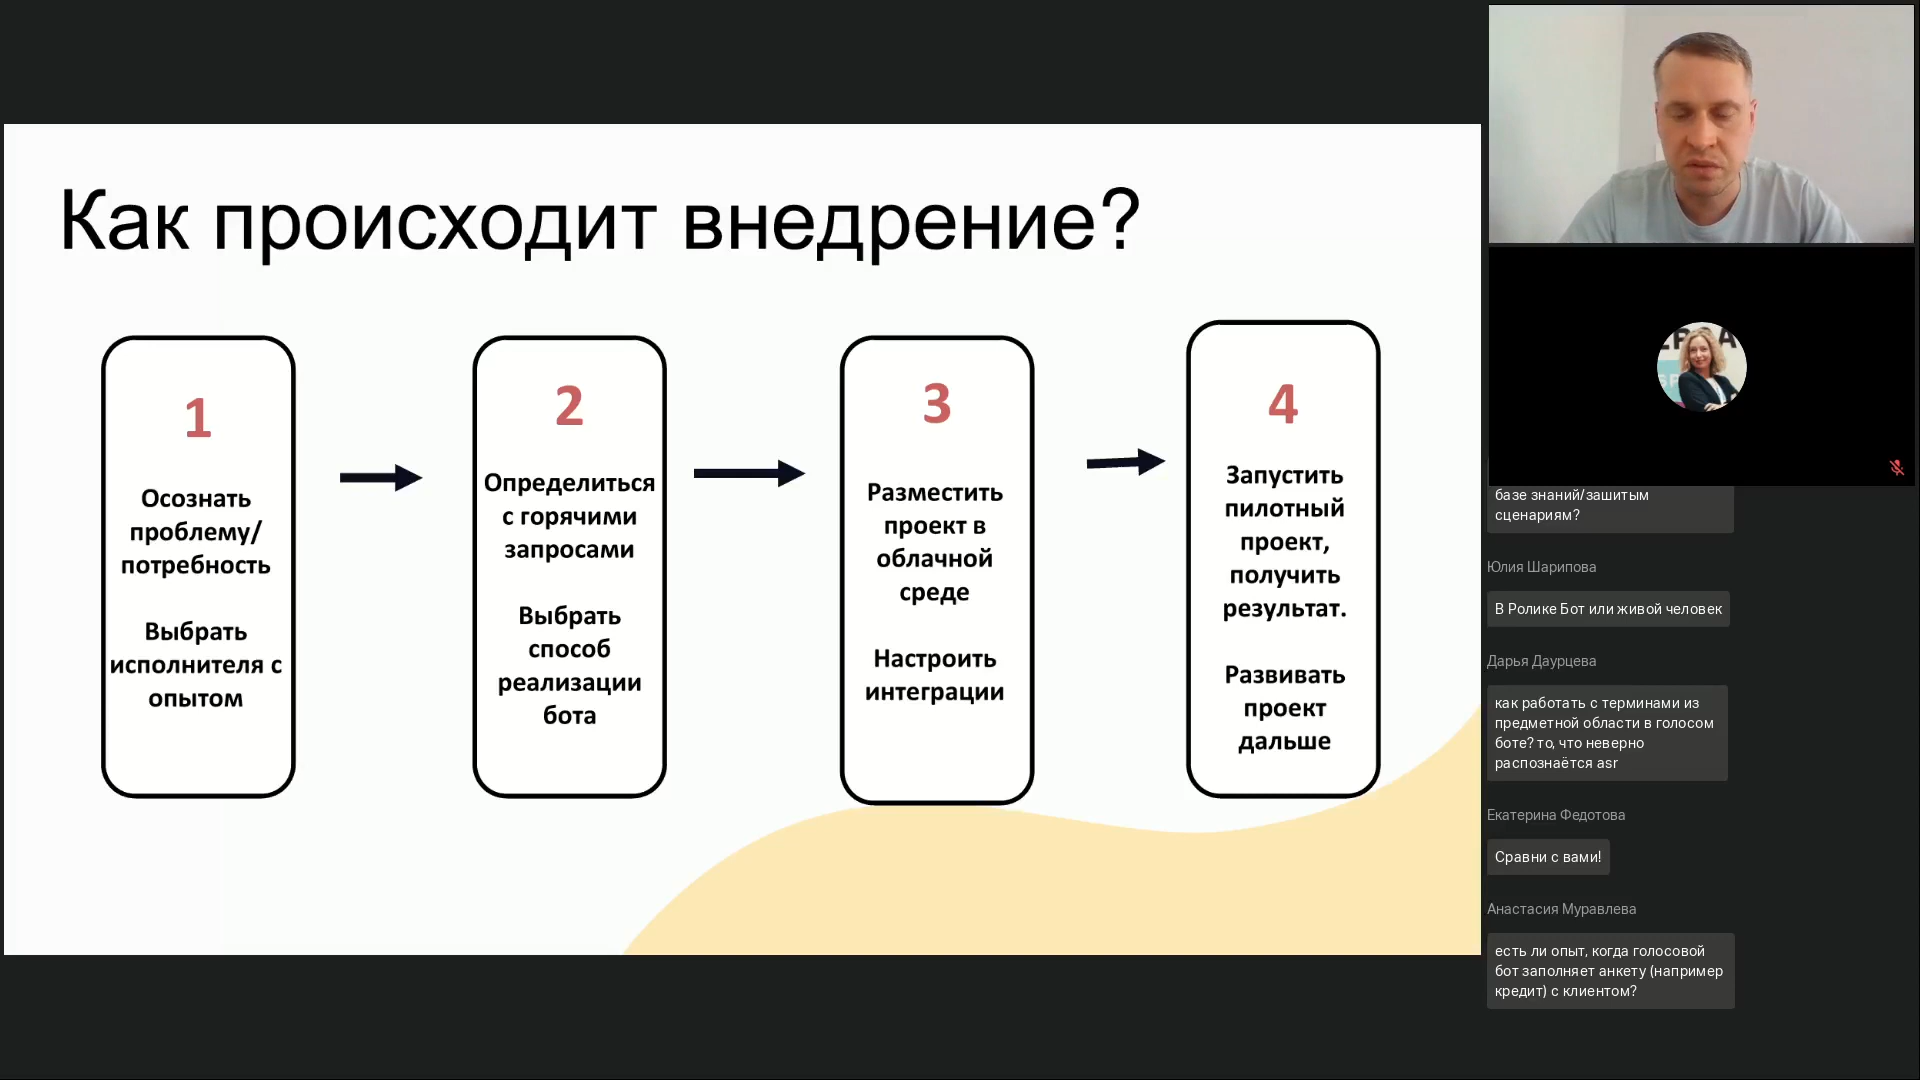 Как происходит внедрение?
1
Осознать
проблему/
потребность
Выбрать
исполнителя с
опытом
2
Определиться
с горячими
запросами
Выбрать
способ
реализации
бота
3
Разместить
проект в
облачной
среде
Настроить
интеграции
4
Запустить
пилотный
проект,
получить
результат.
Развивать
проект
дальше
базе знаний/зашитым
сценариям?
Юлия Шарипова
В Ролике Бот или живой человек
Дарья Даурцева
как работать с терминами из
предметной области в голосом
боте? то, что неверно
распознаётся asr
Екатерина Федотова
Сравни с вами!
Анастасия Муравлева
есть ли опыт, когда голосовой
бот заполняет анкету (например
кредит) с клиентом?